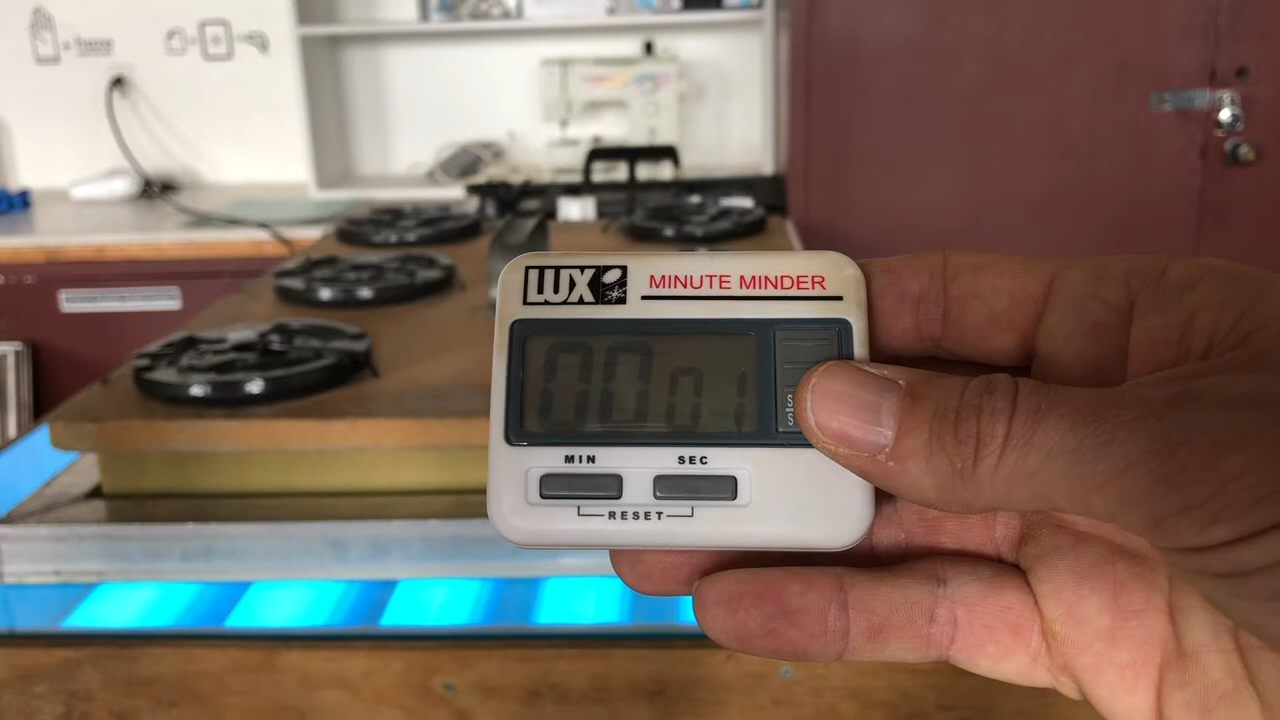 LUX MINUTE MINDER
00 01
S
S
MIN SEC
RESET